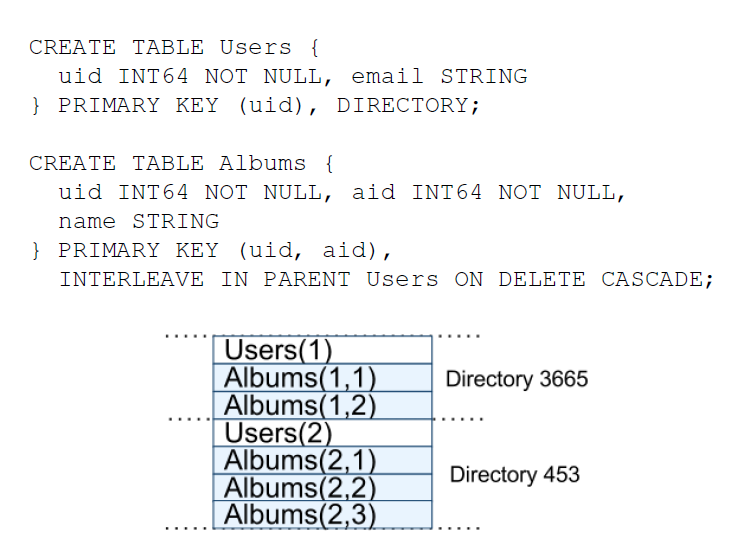 CREATE TABLE Users {
uid INT64 NOT NULL, email STRING
} PRIMARY KEY (uid), DIRECTORY;
CREATE TABLE Albums {
uid INT64 NOT NULL, aid INT64 NOT NULL,
name STRING
} PRIMARY KEY (uid, aid),
INTERLEAVE IN PARENT Users ON DELETE CASCADE;
Users(1)
Albums(1,1)
Directory 3665
Albums(1,2)
Users(2)
Albums(2,1)
Directory 453
Albums(2,2)
Albums(2,3)